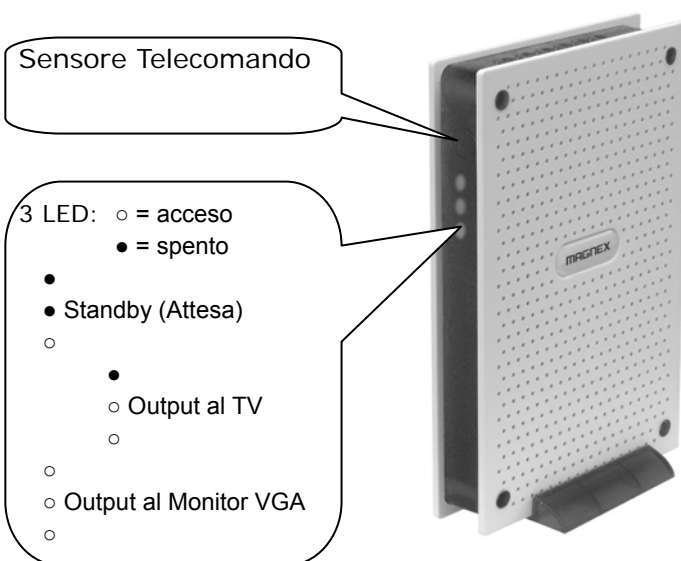 Sensore Telecomando
3 LED: ○ = acceso
● = spento
●
● Standby (Attesa)
○
●
○ Output al TV
○
○
○ Output al Monitor VGA
○
MAGNEX